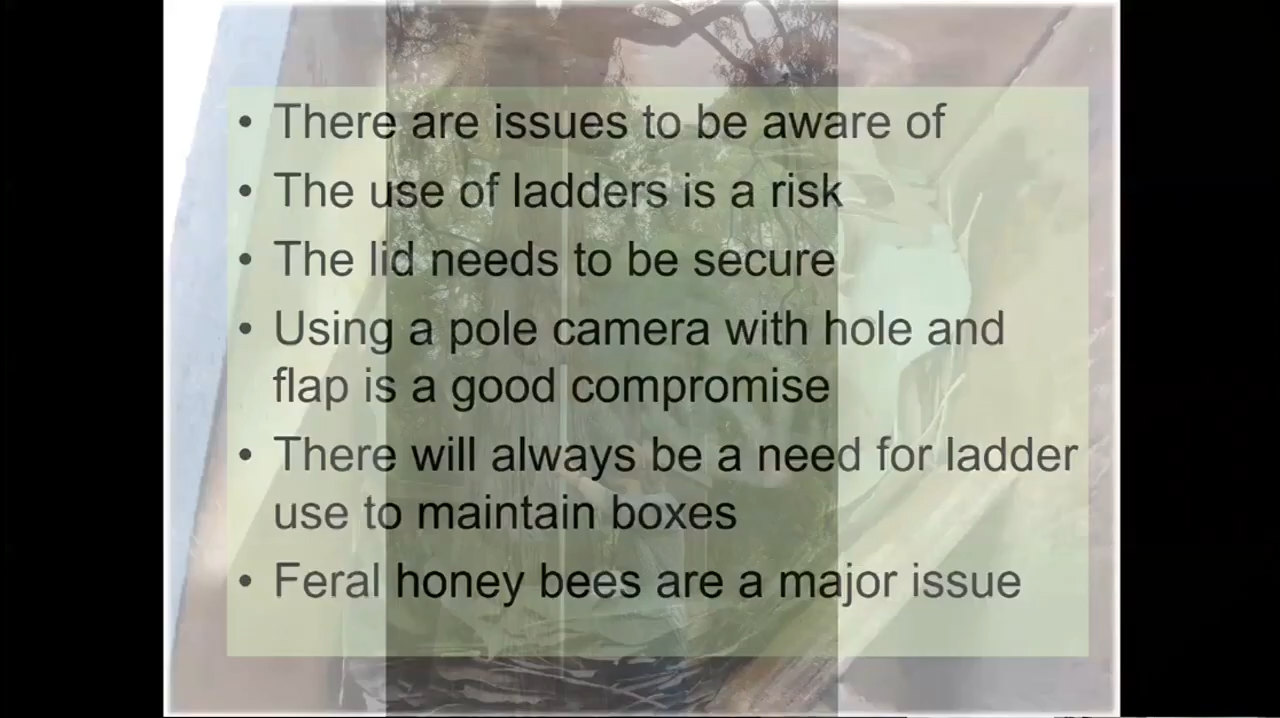 • There are issues to be aware of
• The use of ladders is a risk
• The lid needs to be secure
• Using a pole camera with hole and
flap is a good compromise
• There will always be a need for ladder
use to maintain boxes
• Feral honey bees are a major issue